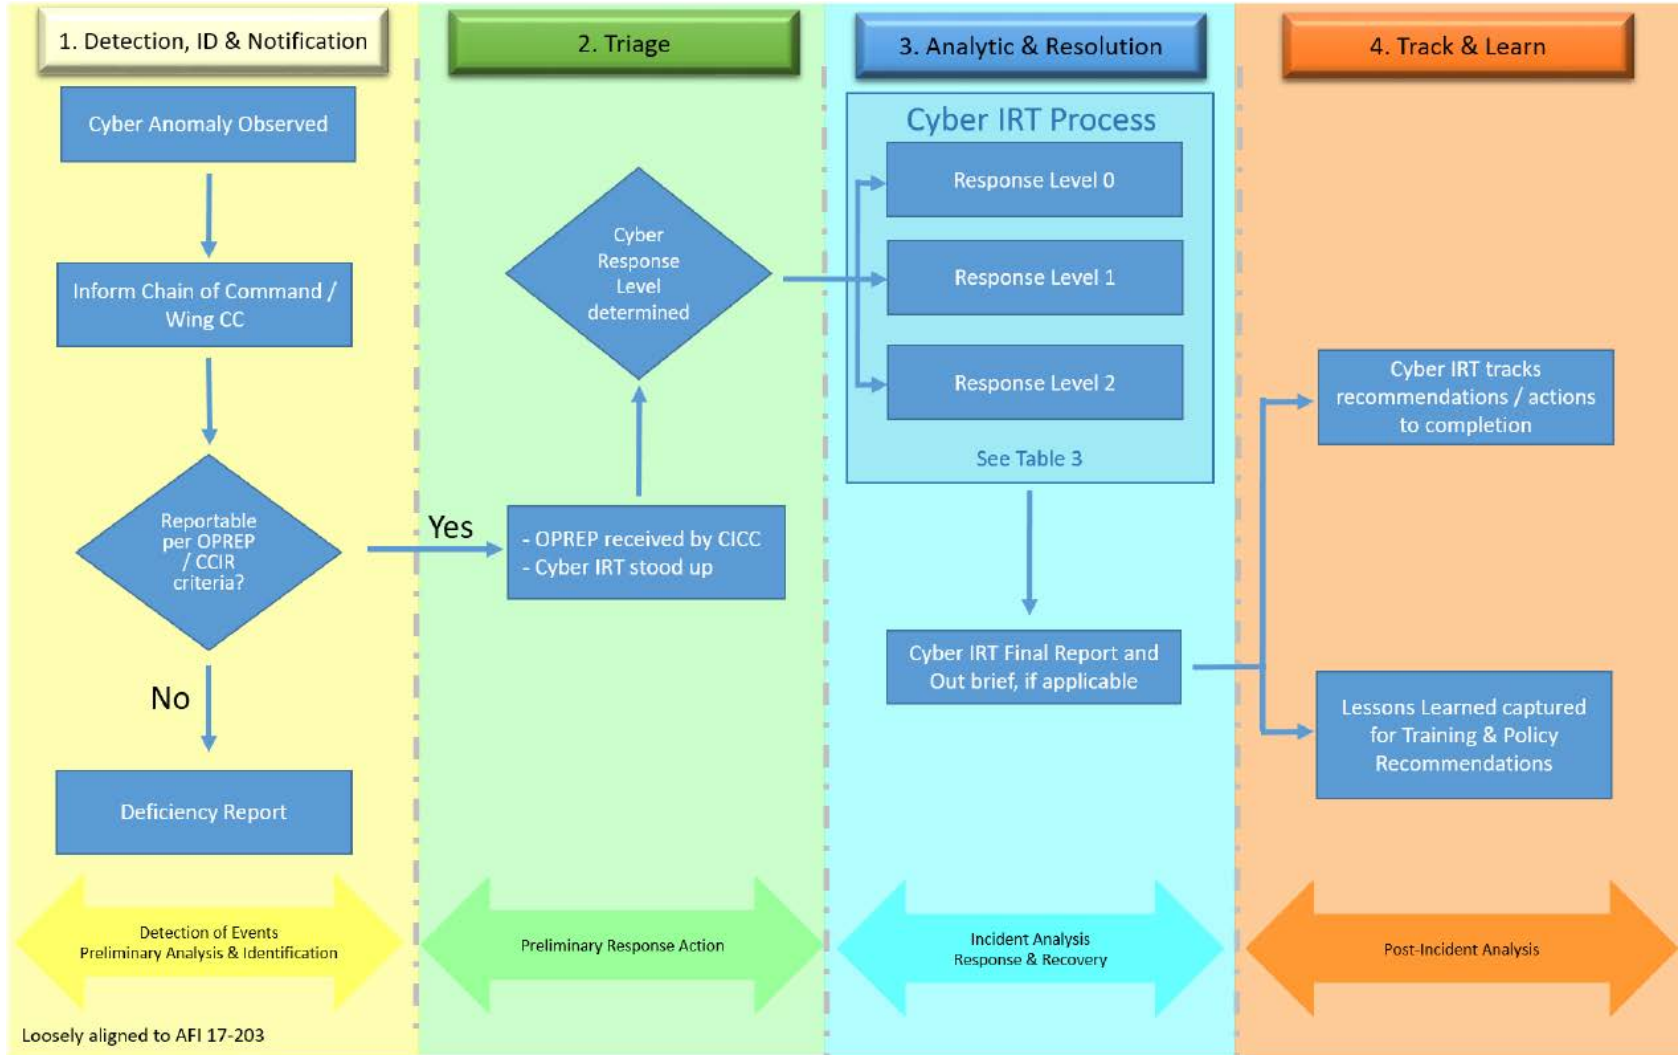 1. Detection, ID & Notification
Cyber Anomaly Observed
Inform Chain of Command /
Wing CC
Reportable
per OPREP
/ CCIR
criteria?
Yes
No
Deficiency Report
Detection of Events
Preliminary Analysis & Identification
Loosely aligned to AFI 17-203
2. Triage
Cyber
Response
Level
determined
- OPREP received by CICC
- Cyber IRT stood up
Preliminary Response Action
3. Analytic & Resolution
Cyber IRT Process
Response Level 0
Response Level 1
Response Level 2
See Table 3
Cyber IRT Final Report and
Out brief, if applicable
Incident Analysis
Response & Recovery
4. Track & Learn
Cyber IRT tracks
recommendations / actions
to completion
Lessons Learned captured
for Training & Policy
Recommendations
Post-Incident Analysis